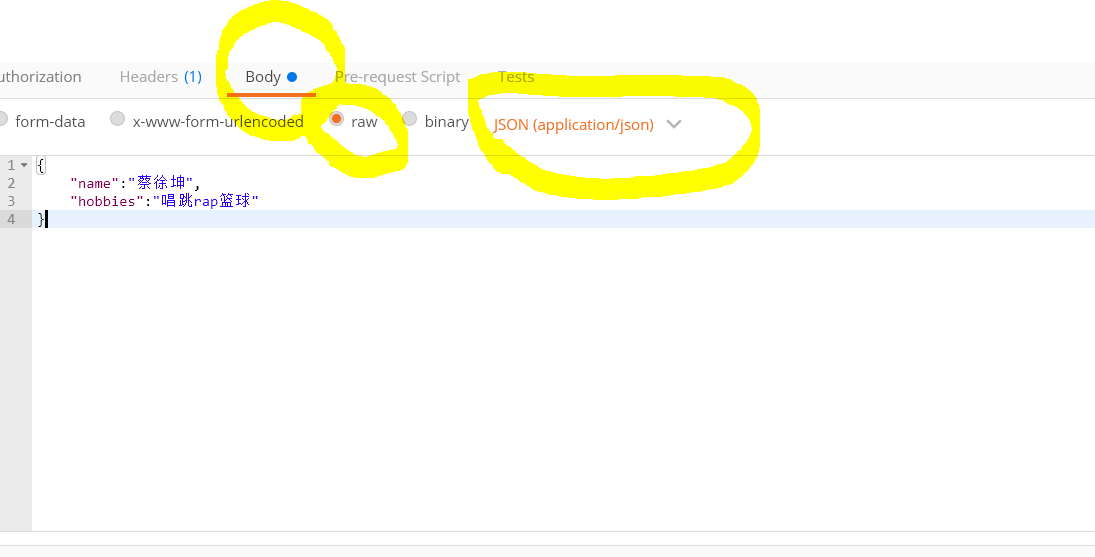 uthorization Headers (1) Body Pre-request Script Tests
form-data x-www-form-urlencoded raw binary JSON (application/json)
1 {
2 "name":"蔡徐坤",
3 "hobbies":"唱跳rap篮球"
4 }